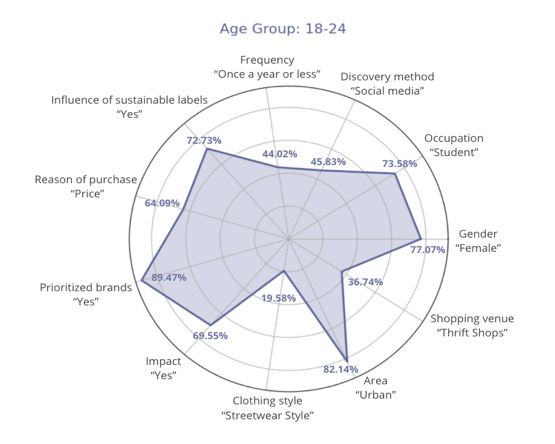 Age Group: 18-24
Frequency
“Once a year or less”
Discovery method
“Social media”
Influence of sustainable labels
“Yes”
Occupation
“Student”
72.73%
44.02%
45.83%
73.58%
Reason of purchase
“Price”
64.09%
Gender
“Female”
77.07%
89.47%
Prioritized brands
“Yes”
36.74%
19.58%
Shopping venue
“Thrift Shops”
69.55%
Impact
“Yes”
82.14%
Area
“Urban”
Clothing style
“Streetwear Style”